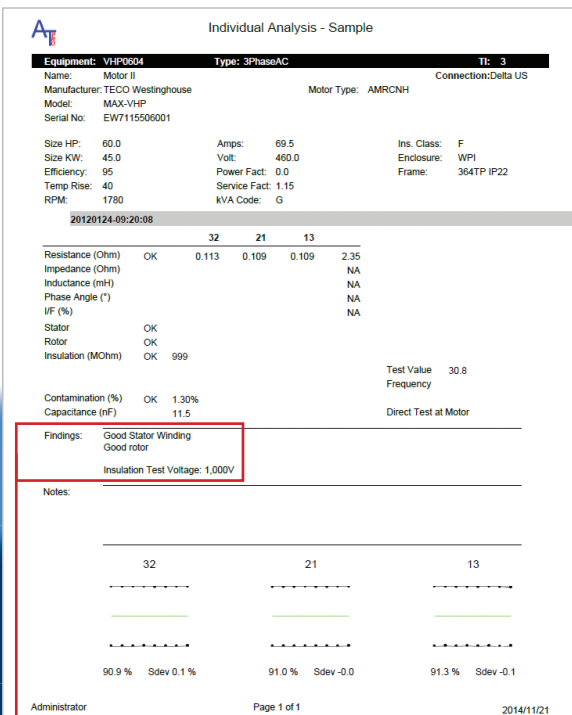 AT
Individual Analysis - Sample
Equipment: VHP0604 Type: 3PhaseAC TI: 3
Name: Motor II Connection:Delta US
Manufacturer: TECO Westinghouse Motor Type: AMRCNH
Model: MAX-VHP
Serial No: EW7115506001
Size HP: 60.0 Amps: 69.5 Ins. Class: F
Size KW: 45.0 Volt: 460.0 Enclosure: WPI
Efficiency: 95 Power Fact: 0.0 Frame: 364TP IP22
Temp Rise: 40 Service Fact: 1.15
RPM: 1780 kVA Code: G
20120124-09:20:08
32 21 13
Resistance (Ohm) OK 0.113 0.109 0.109 2.35
Impedance (Ohm) NA
Inductance (mH) NA
Phase Angle (°) NA
I/F (%) NA
Stator OK
Rotor OK
Insulation (MOhm) OK 999
Test Value 30.8
Frequency
Contamination (%) OK 1.30%
Capacitance (nF) 11.5 Direct Test at Motor
Findings: Good Stator Winding
Good rotor
Insulation Test Voltage: 1,000V
Notes:
32 21 13
90.9 % Sdev 0.1 % 91.0 % Sdev -0.0 91.3 % Sdev -0.1
Administrator Page 1 of 1 2014/11/21